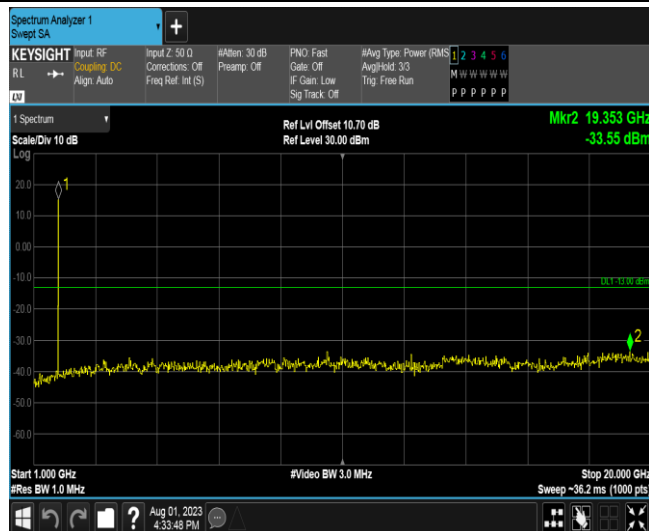 Spectrum Analyzer 1
Swept SA
+
KEYSIGHT
RL
Input: RF
Coupling: DC
Align: Auto
Input Z: 50 Ω
Corrections: Off
Freq Ref: Int (S)
#Atten: 30 dB
Preamp: Off
PNO: Fast
Gate: Off
IF Gain: Low
Sig Track: Off
#Avg Type: Power (RMS
Avg|Hold: 3/3
Trig: Free Run
1 2 3 4 5 6
M W W W W W
P P P P P P
LXI
1 Spectrum
Scale/Div 10 dB
Log
Ref Lvl Offset 10.70 dB
Ref Level 30.00 dBm
Mkr2 19.353 GHz
-33.55 dBm
20.0
10.0
0.00
-10.0
-20.0
-30.0
-40.0
-50.0
-60.0
1
DL1 -13.00 dBm
2
Start 1.000 GHz
#Res BW 1.0 MHz
#Video BW 3.0 MHz
Stop 20.000 GHz
Sweep ~36.2 ms (1000 pts)
?
Aug 01, 2023
4:33:48 PM